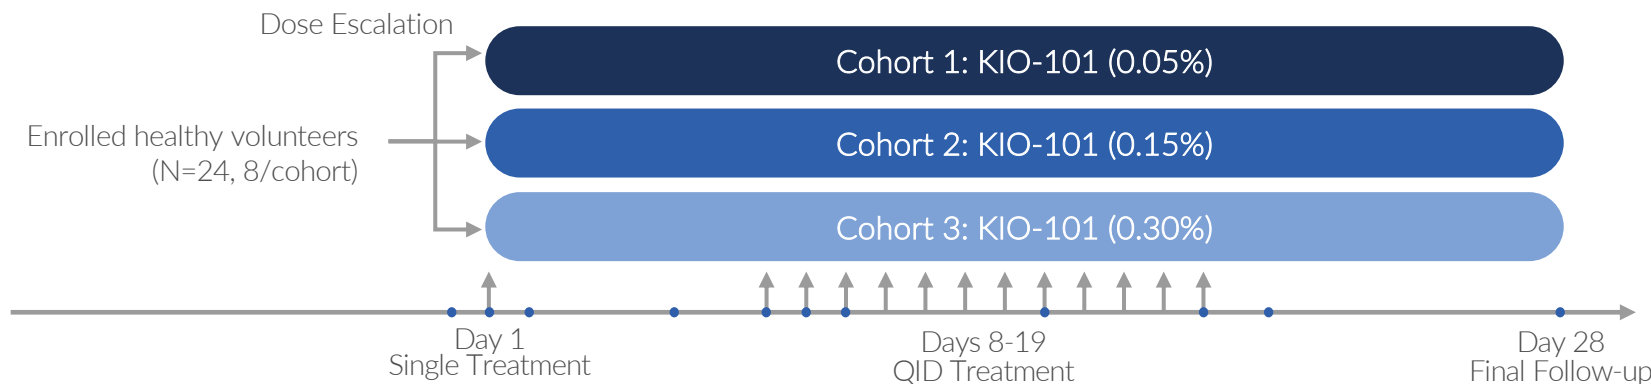 Dose Escalation
Cohort 1: KIO-101 (0.05%)
Enrolled healthy volunteers
(N=24, 8/cohort)
Cohort 2: KIO-101 (0.15%)
Cohort 3: KIO-101 (0.30%)
Day 1
Single Treatment
Days 8-19
QID Treatment
Day 28
Final Follow-up